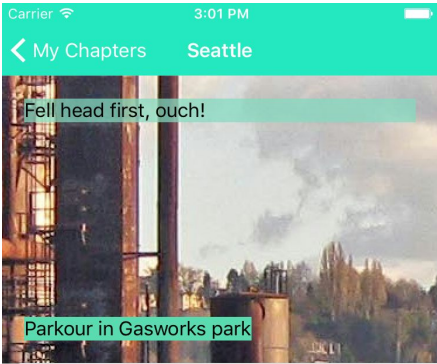 Carrier 3:01 PM
My Chapters Seattle
Fell head first, ouch!
Parkour in Gasworks park